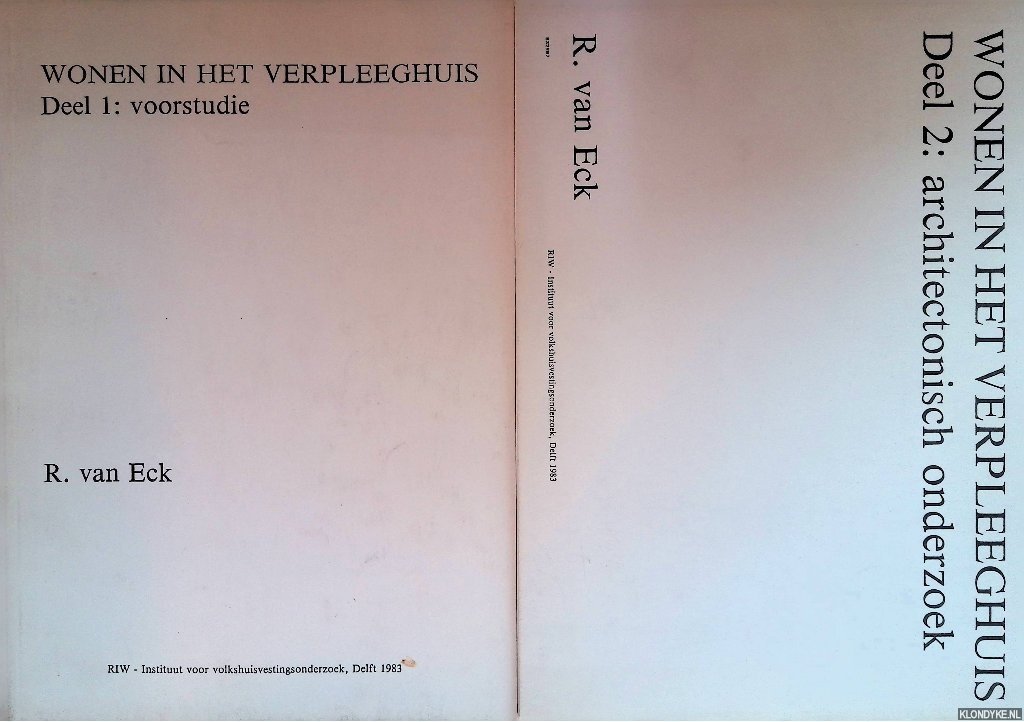 WONEN IN HET VERPLEEGHUIS
Deel 1: voorstudie
R. van Eck
RIW - Instituut voor volkshuisvestingsonderzoek, Delft 1983
WONEN IN HET VERPLEEGHUIS
Deel 2: architectonisch onderzoek
R. van Eck
RIW - Instituut voor volkshuisvestingsonderzoek, Delft 1983
KLONDYKE.NL